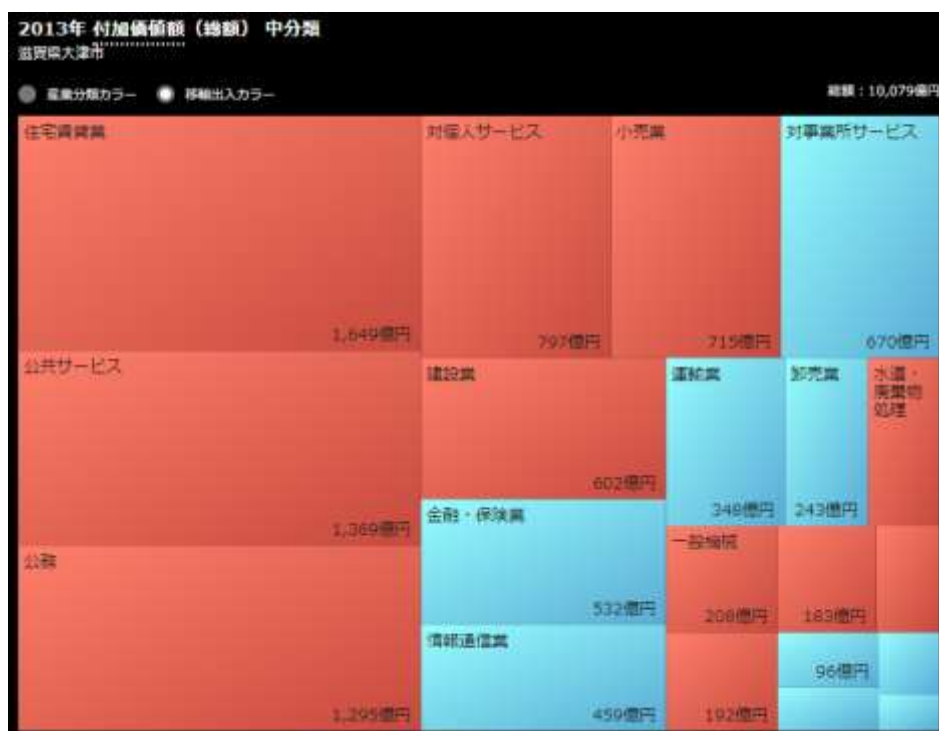 2013年 付加価値額（総額） 中分類
滋賀県大津市
産業分類カラー 移輸出入カラー
総額：10,079億円
住宅賃貸業
1,649億円
対個人サービス
797億円
小売業
715億円
対事業所サービス
670億円
公共サービス
1,369億円
建設業
602億円
運輸業
348億円
卸売業
243億円
水道・
廃棄物
処理
公務
1,295億円
金融・保険業
532億円
一般機械
208億円
183億円
情報通信業
459億円
192億円
96億円